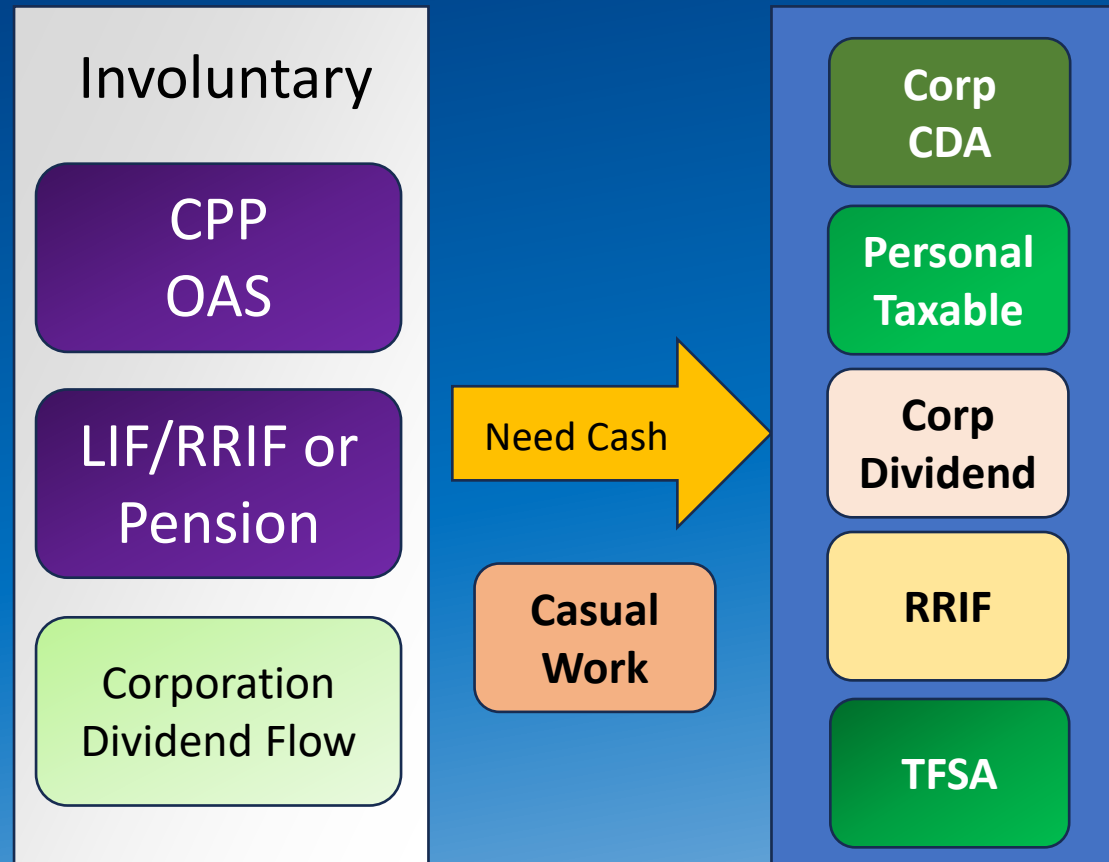 Involuntary
CPP
OAS
LIF/RRIF or
Pension
Corporation
Dividend Flow
Need Cash
Casual
Work
Corp
CDA
Personal
Taxable
Corp
Dividend
RRIF
TFSA